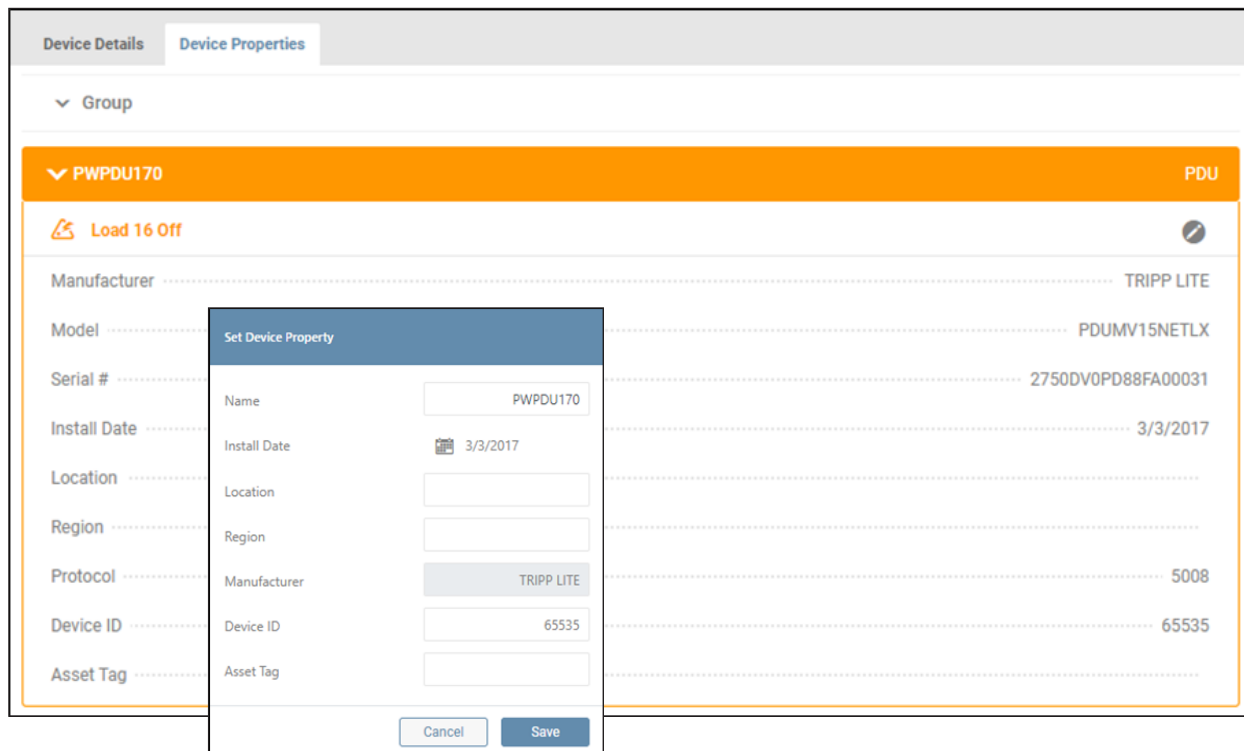 Device Details
Device Properties
Group
PWPDU170
PDU
Load 16 Off
Manufacturer TRIPP LITE
Model PDUMV15NETLX
Serial # 2750DV0PD88FA00031
Install Date 3/3/2017
Location
Region
Protocol 5008
Device ID 65535
Asset Tag
Set Device Property
Name PWPDU170
Install Date 3/3/2017
Location
Region
Manufacturer TRIPP LITE
Device ID 65535
Asset Tag
Cancel
Save